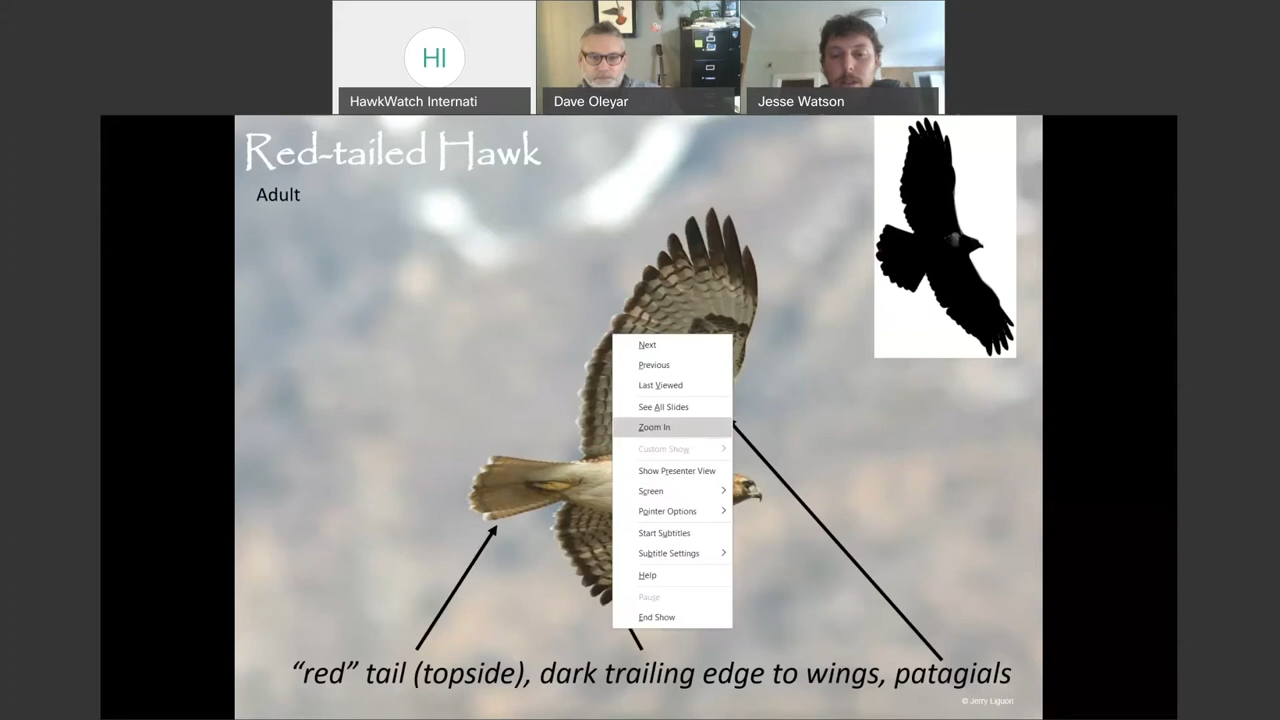 HI
HawkWatch Internati
Dave Oleyar
Jesse Watson
Red-tailed Hawk
Adult
Next
Previous
Last Viewed
See All Slides
Zoom In
Custom Show
Show Presenter View
Screen
Pointer Options
Start Subtitles
Subtitle Settings
Help
Pause
End Show
“red” tail (topside), dark trailing edge to wings, patagials
© Jerry Liguori